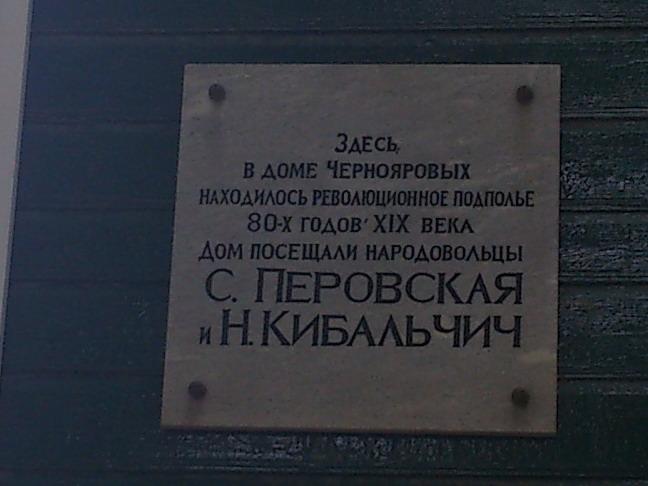 Здесь,
в доме Чернояровых
находилось революционное подполье
80-х годов XIX века
Дом посещали народовольцы
С. Перовская
и Н. Кибальчич